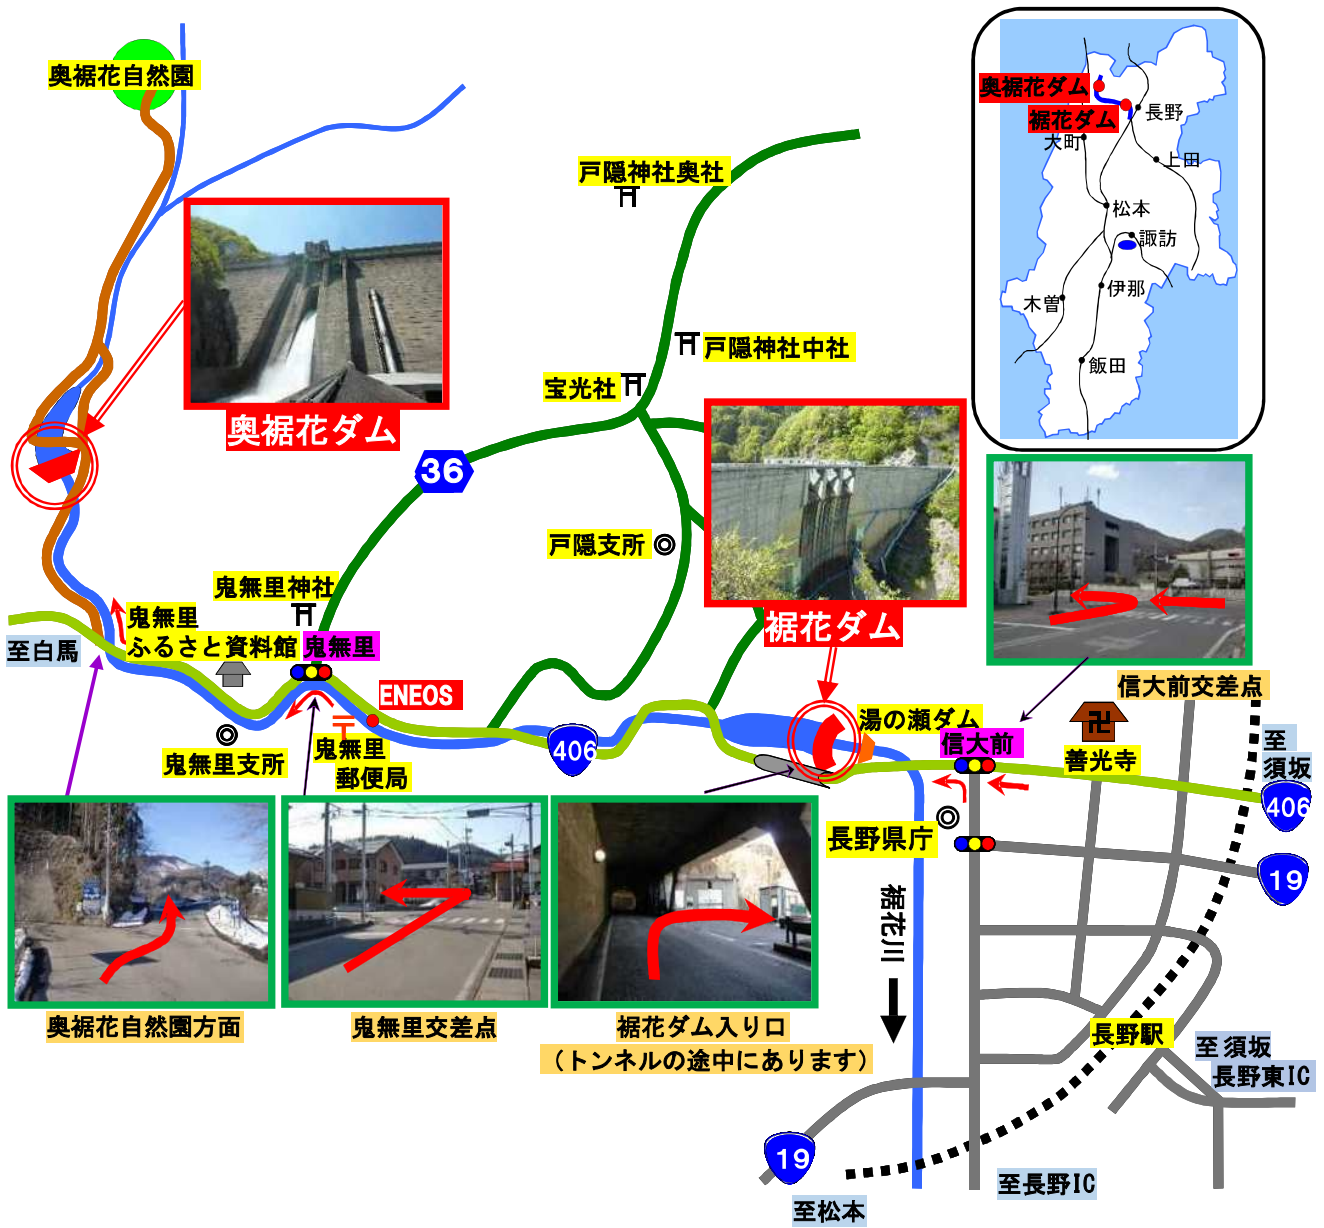 奥裾花自然園
奥裾花ダム
裾花ダム
長野
大町
上田
松本
諏訪
伊那
木曽
飯田
戸隠神社奥社
戸隠神社中社
宝光社
奥裾花ダム
36
戸隠支所
裾花ダム
鬼無里神社
鬼無里
ふるさと資料館
鬼無里
至白馬
ENEOS
鬼無里支所
鬼無里
郵便局
406
湯の瀬ダム
信大前
信大前交差点
善光寺
至
須坂
406
長野県庁
19
裾花川
奥裾花自然園方面
鬼無里交差点
裾花ダム入り口
（トンネルの途中にあります）
長野駅
至須坂
長野東IC
19
至長野IC
至松本